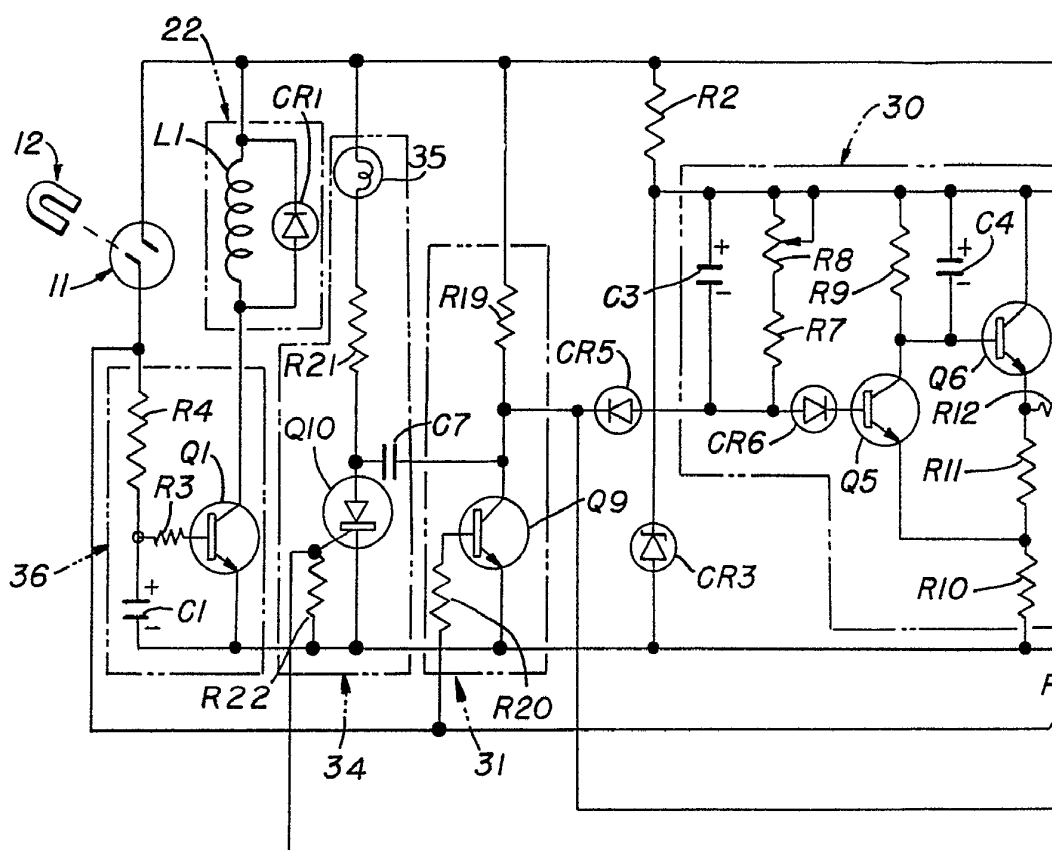 22
CR1
R2
30
12
L1
35
11
C3
+
-
R8
R9
+
-
C4
R19
R7
R21
CR5
Q6
R4
Q10
C7
CR6
R12
Q1
Q5
R11
R3
Q9
36
+
-
C1
CR3
R10
R22
R20
R
34
31